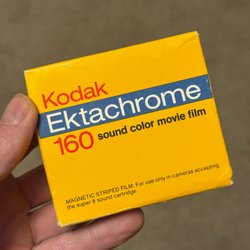 Kodak
Ektachrome
160 sound color movie film
MAGNETIC STRIPED FILM: For use only in cameras accepting
the super 8 sound cartridge.